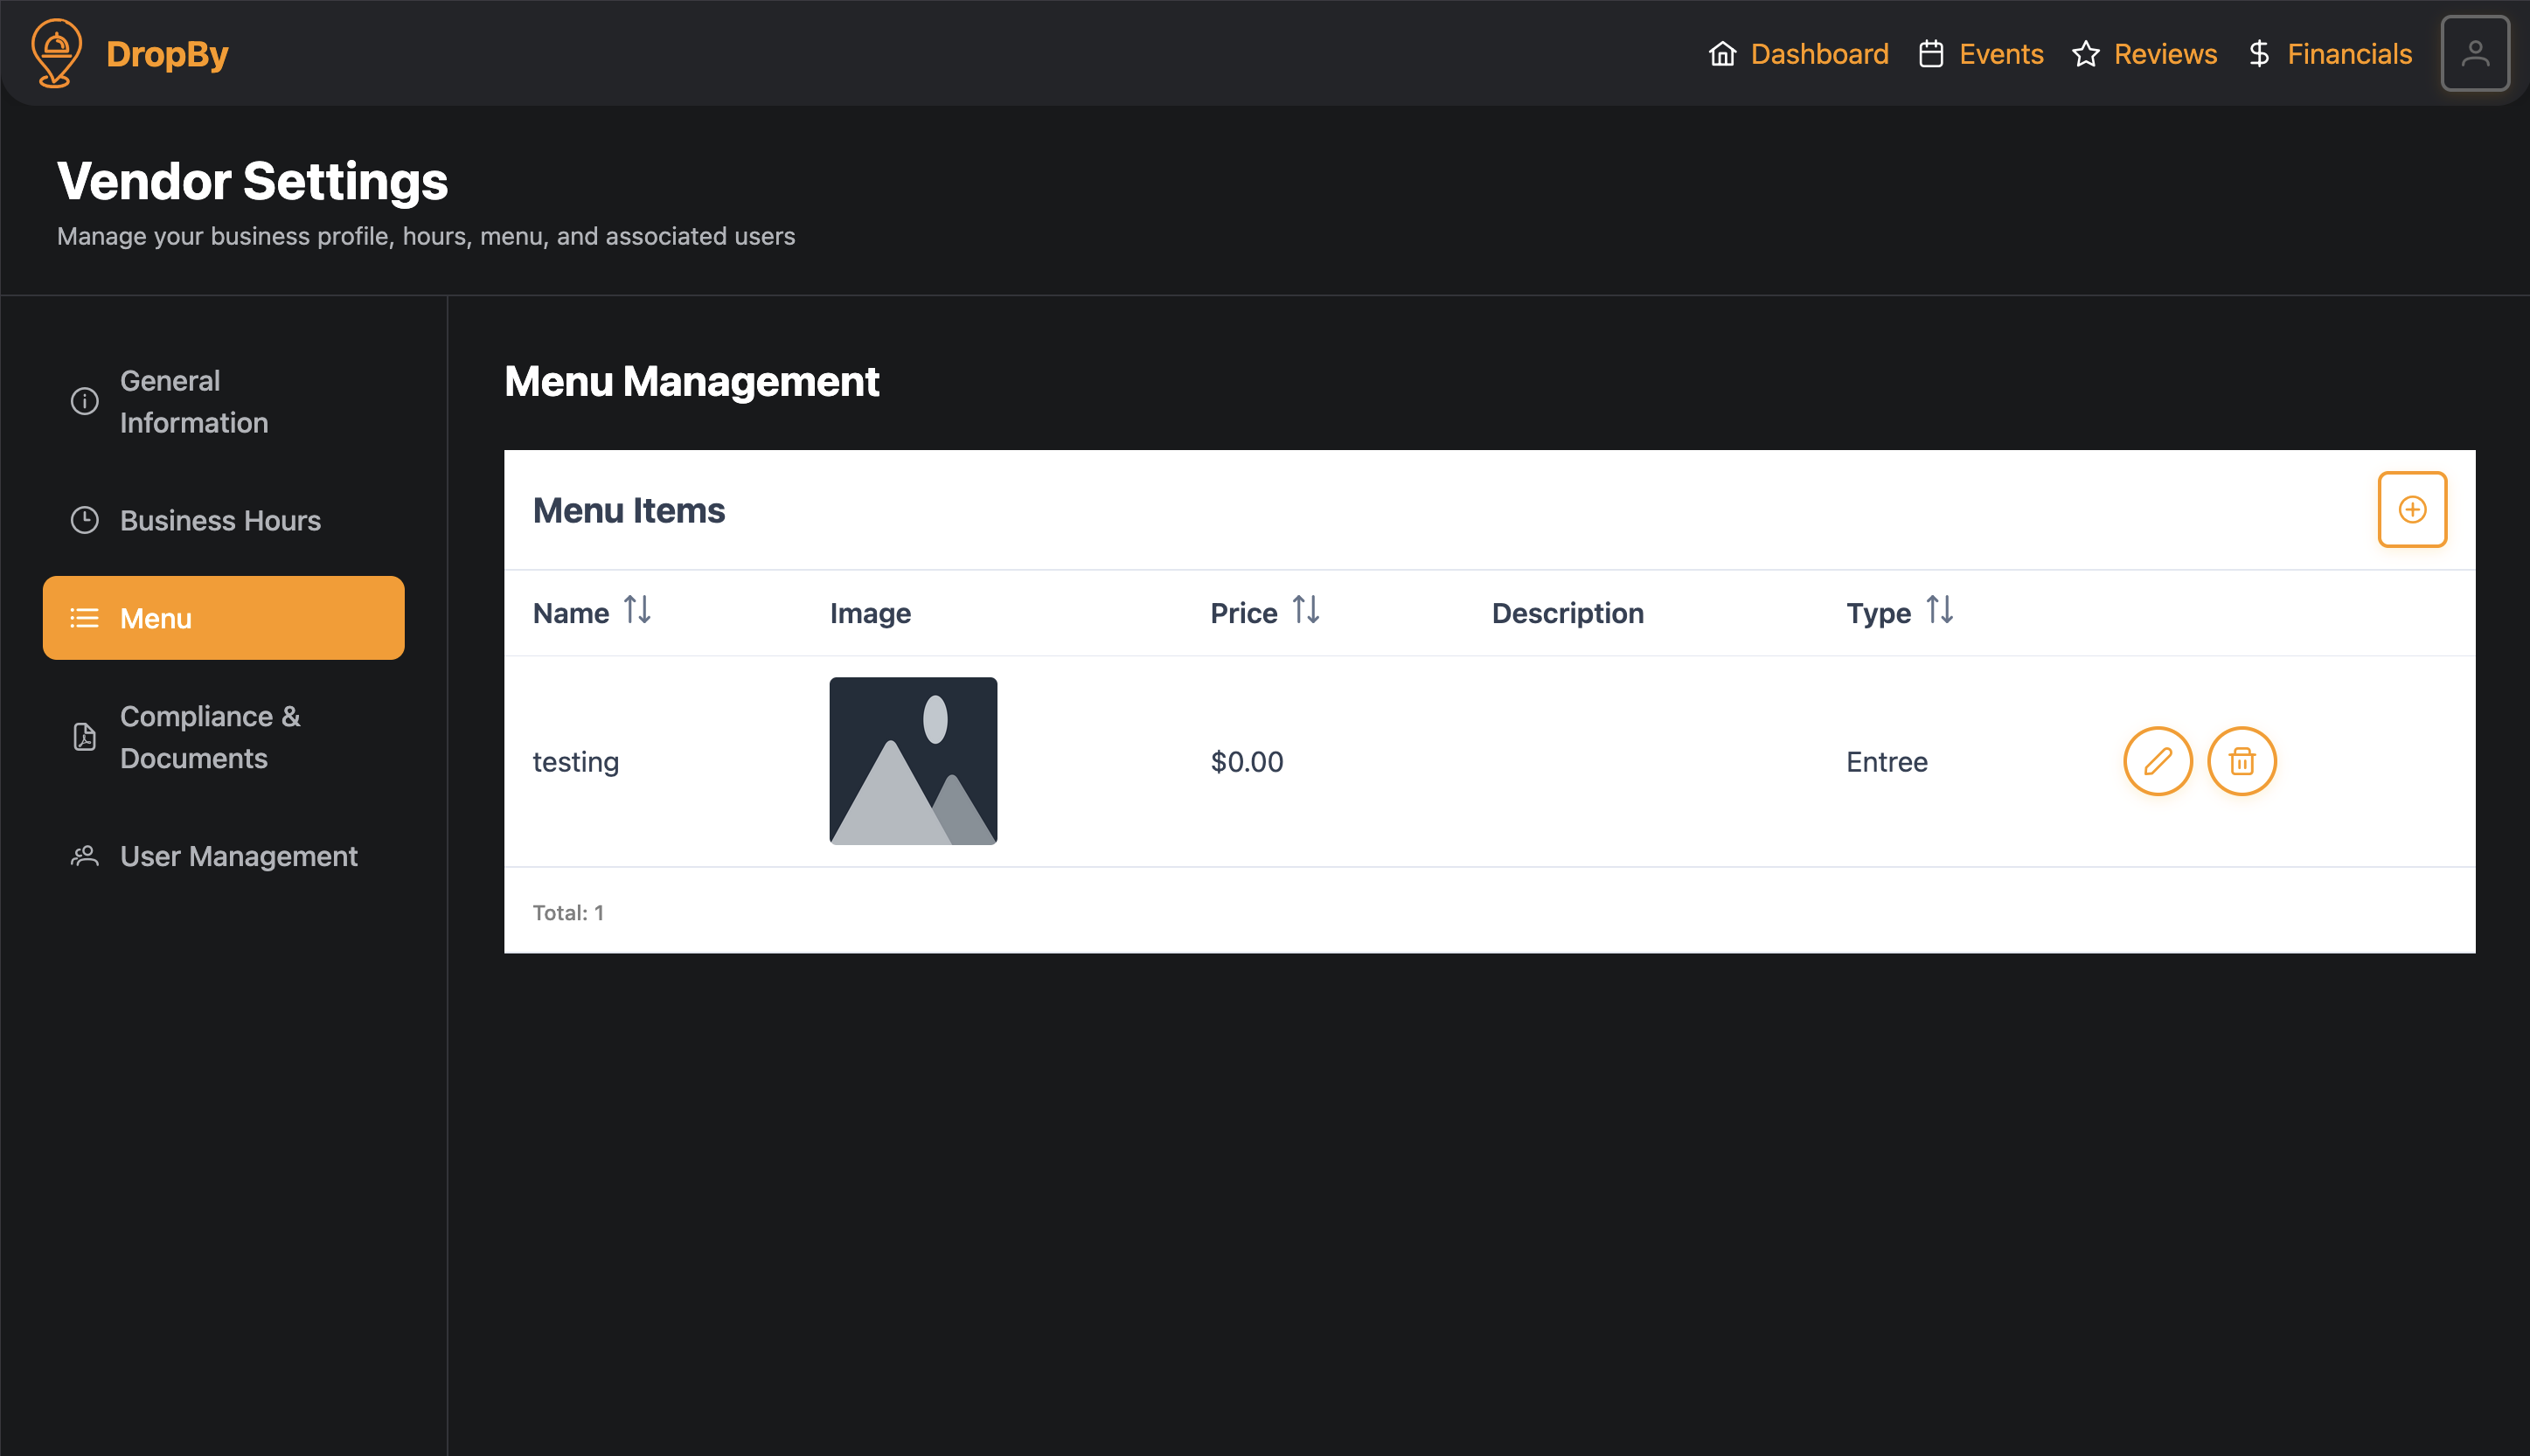 DropBy
Dashboard
Events
Reviews
Financials
Vendor Settings
Manage your business profile, hours, menu, and associated users
General
Information
Business Hours
Menu
Compliance &
Documents
User Management
Menu Management
Menu Items
Name
Image
Price
Description
Type
testing
$0.00
Entree
Total: 1